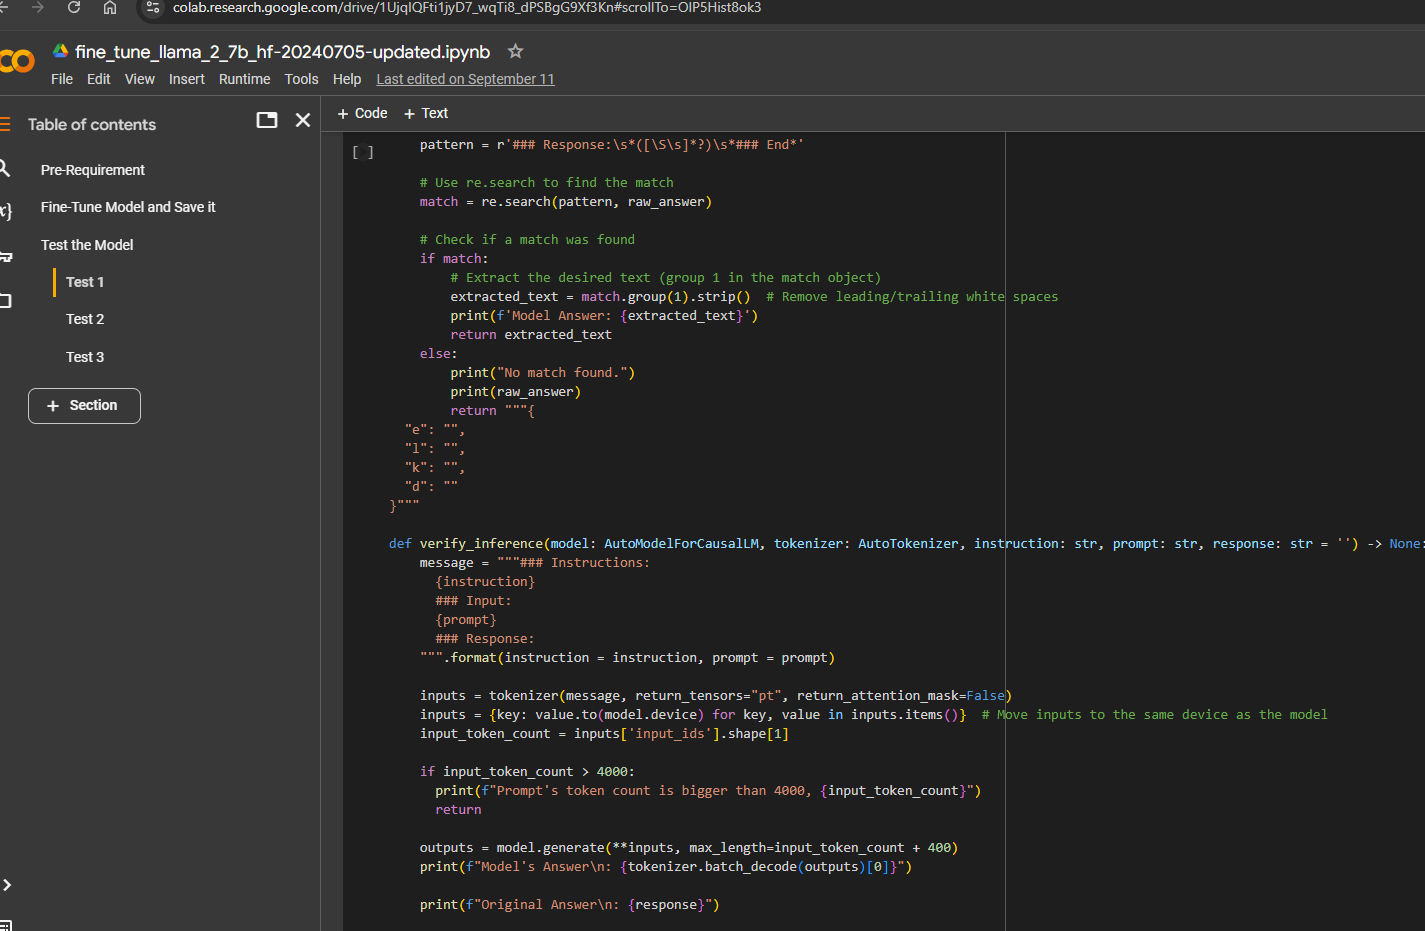 colab.research.google.com/drive/1UjqIQFti1jyD7_wqTi8_dPSBgG9Xf3Kn#scrollTo=OIP5Hist8ok3
fine_tune_llama_2_7b_hf-20240705-updated.ipynb
File Edit View Insert Runtime Tools Help Last edited on September 11
Table of contents
+ Code + Text
Pre-Requirement
Fine-Tune Model and Save it
Test the Model
Test 1
Test 2
Test 3
+ Section
[ ]
pattern = r'### Response:\s*([\S\s]*?)\s*### End*'
# Use re.search to find the match
match = re.search(pattern, raw_answer)
# Check if a match was found
if match:
# Extract the desired text (group 1 in the match object)
extracted_text = match.group(1).strip()  # Remove leading/trailing white spaces
print(f'Model Answer: {extracted_text}')
return extracted_text
else:
print("No match found.")
print(raw_answer)
return """{
"e": "",
"l": "",
"k": "",
"d": ""
}"""
def verify_inference(model: AutoModelForCausalLM, tokenizer: AutoTokenizer, instruction: str, prompt: str, response: str = '') -> None:
message = """### Instructions:
{instruction}
### Input:
{prompt}
### Response:
""".format(instruction = instruction, prompt = prompt)
inputs = tokenizer(message, return_tensors="pt", return_attention_mask=False)
inputs = {key: value.to(model.device) for key, value in inputs.items()}  # Move inputs to the same device as the model
input_token_count = inputs['input_ids'].shape[1]
if input_token_count > 4000:
print(f"Prompt's token count is bigger than 4000, {input_token_count}")
return
outputs = model.generate(**inputs, max_length=input_token_count + 400)
print(f"Model's Answer\n: {tokenizer.batch_decode(outputs)[0]}")
print(f"Original Answer\n: {response}")